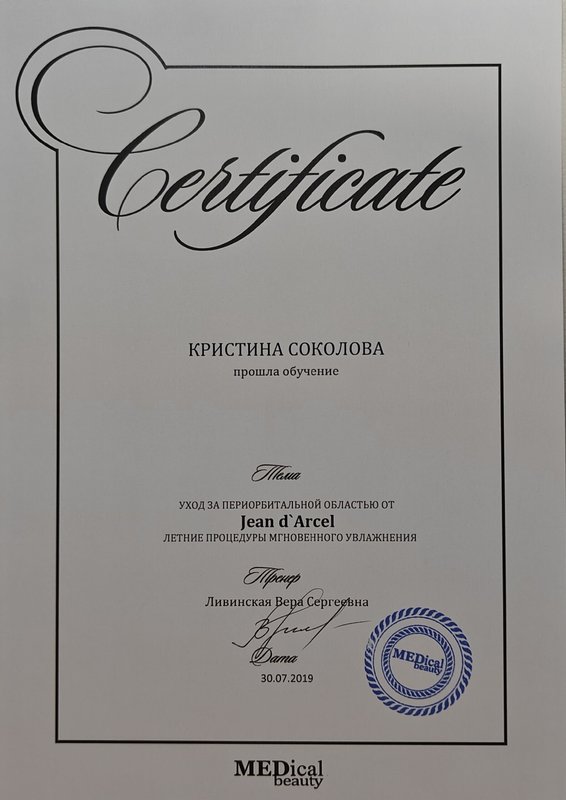 Certificate
КРИСТИНА СОКОЛОВА
прошла обучение
Тема
УХОД ЗА ПЕРИОРБИТАЛЬНОЙ ОБЛАСТЬЮ ОТ
Jean d`Arcel
ЛЕТНИЕ ПРОЦЕДУРЫ МГНОВЕННОГО УВЛАЖНЕНИЯ
Тренер
Ливинская Вера Сергеевна
MEDical
beauty
Дата
30.07.2019
MEDical
beauty